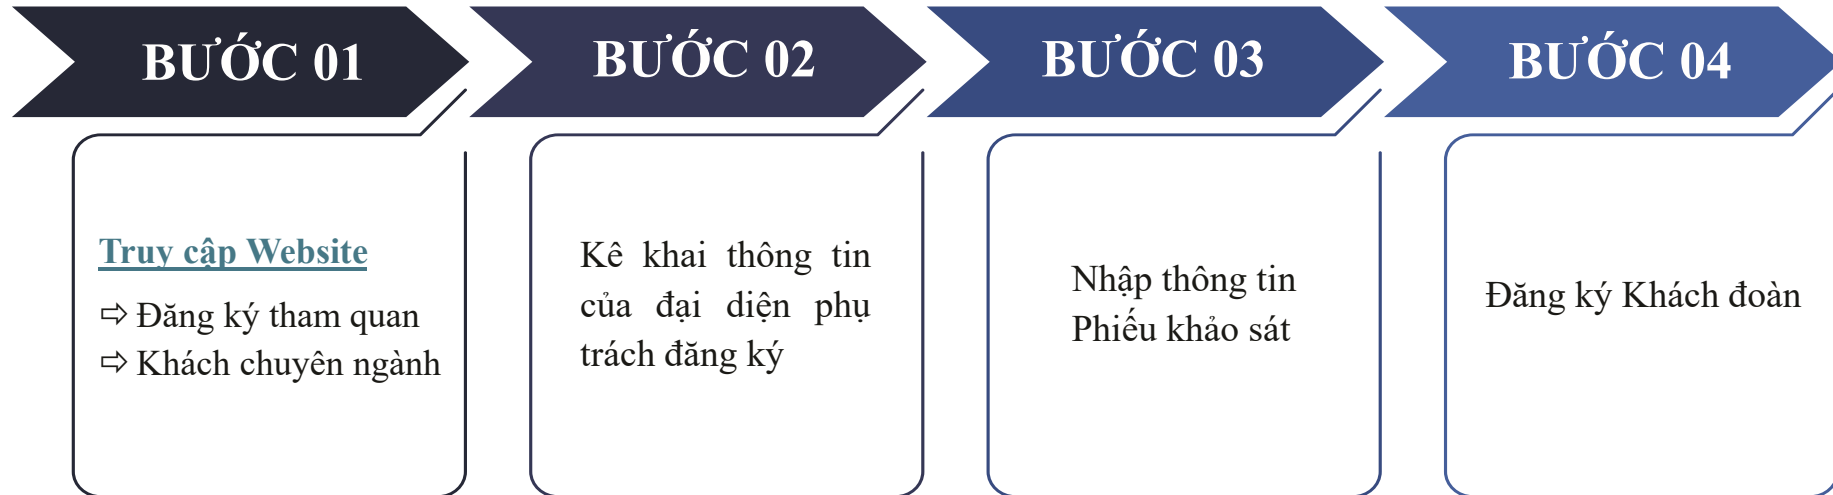 BƯỚC 01
Truy cập Website
⇨ Đăng ký tham quan
⇨ Khách chuyên ngành
BƯỚC 02
Kê khai thông tin
của đại diện phụ
trách đăng ký
BƯỚC 03
Nhập thông tin
Phiếu khảo sát
BƯỚC 04
Đăng ký Khách đoàn